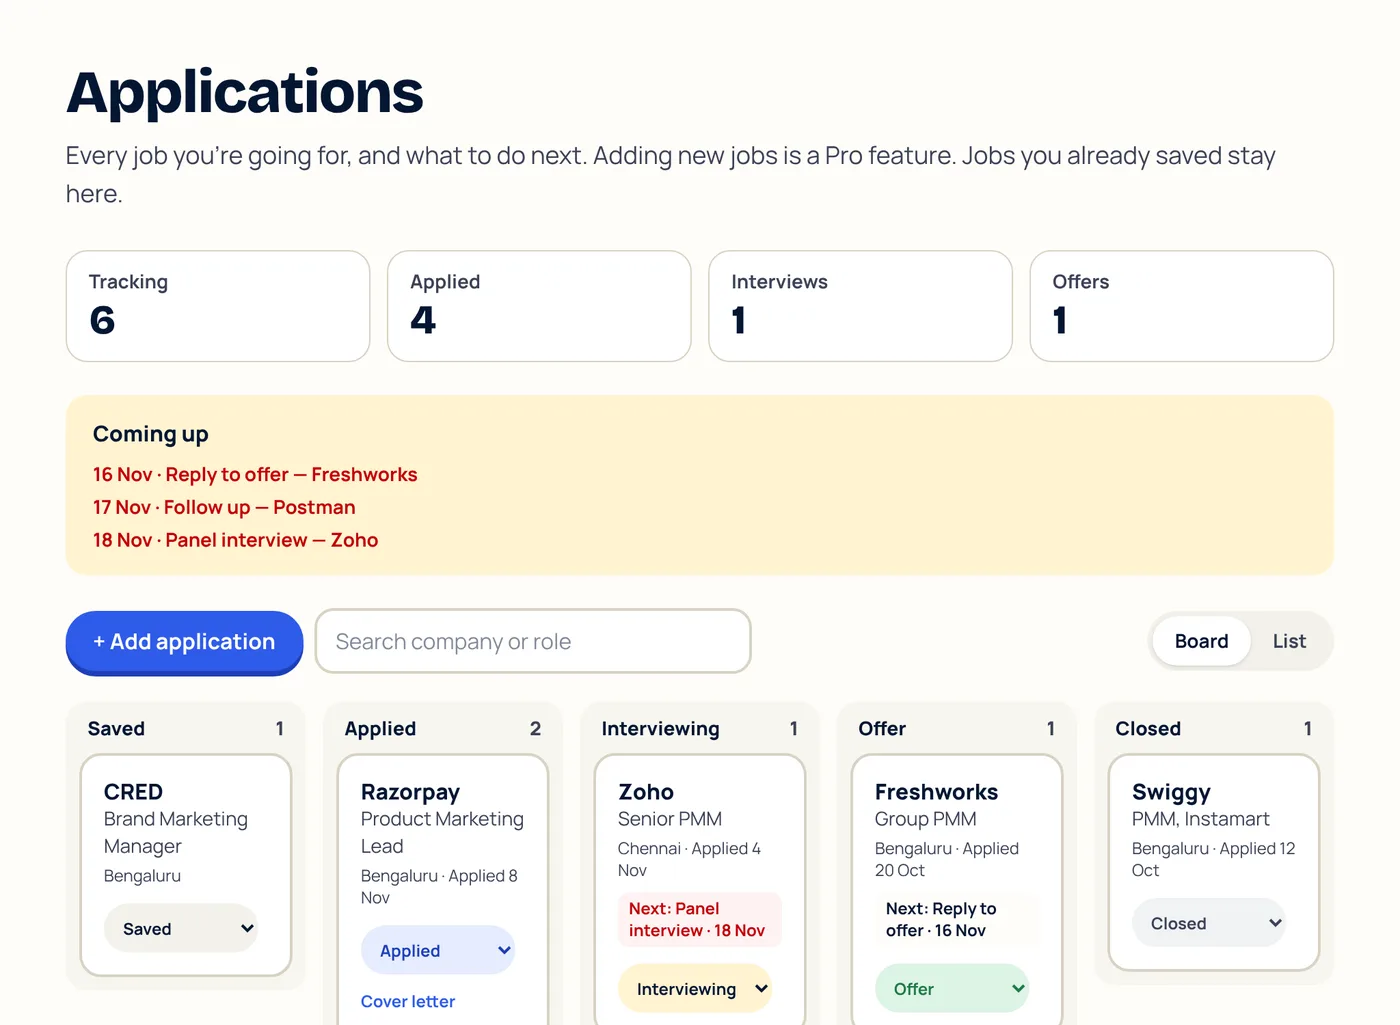 Applications
Every job you're going for, and what to do next. Adding new jobs is a Pro feature. Jobs you already saved stay
here.
Tracking
6
Applied
4
Interviews
1
Offers
1
Coming up
16 Nov · Reply to offer — Freshworks
17 Nov · Follow up — Postman
18 Nov · Panel interview — Zoho
+ Add application
Search company or role
Board
List
Saved
1
CRED
Brand Marketing
Manager
Bengaluru
Saved
Applied
2
Razorpay
Product Marketing
Lead
Bengaluru · Applied 8
Nov
Applied
Cover letter
Interviewing
1
Zoho
Senior PMM
Chennai · Applied 4
Nov
Next: Panel
interview · 18 Nov
Interviewing
Offer
1
Freshworks
Group PMM
Bengaluru · Applied
20 Oct
Next: Reply to
offer · 16 Nov
Offer
Closed
1
Swiggy
PMM, Instamart
Bengaluru · Applied 12
Oct
Closed